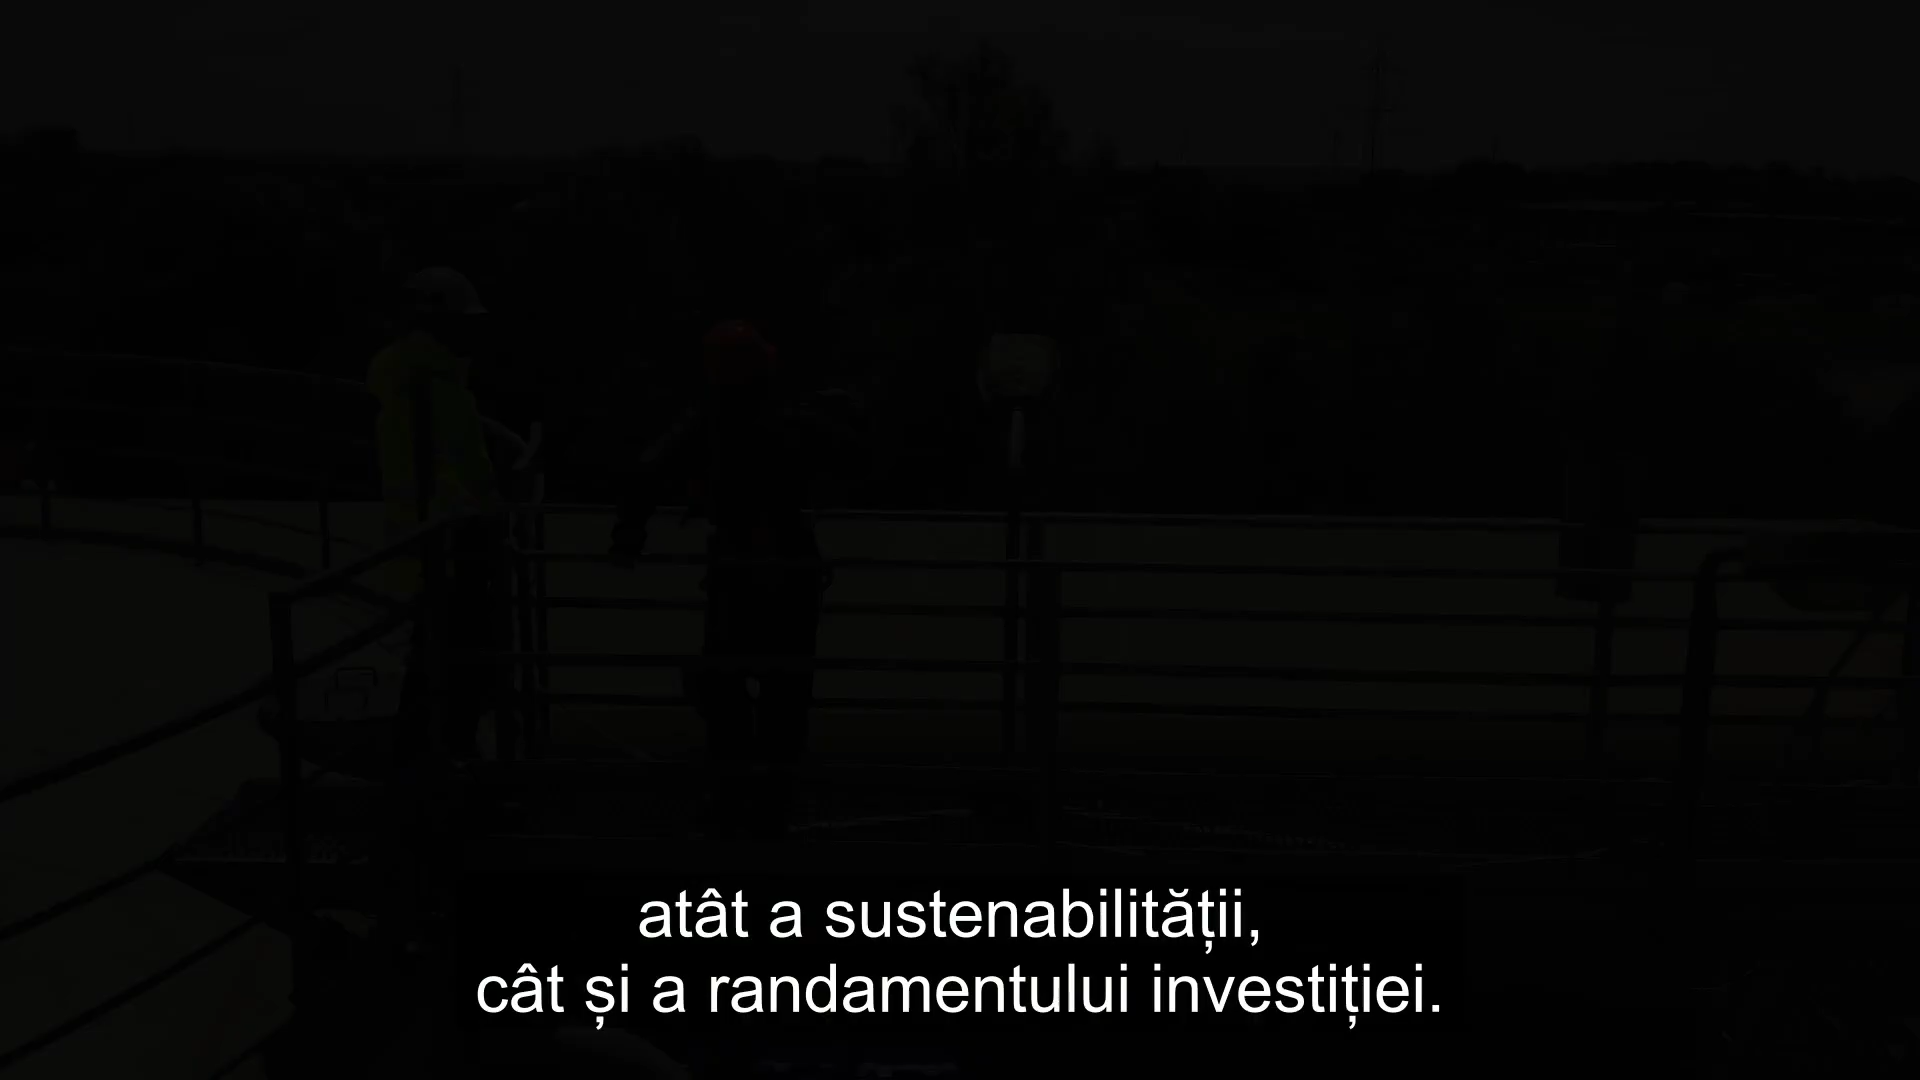 atât a sustenabilității,
cât și a randamentului investiției.